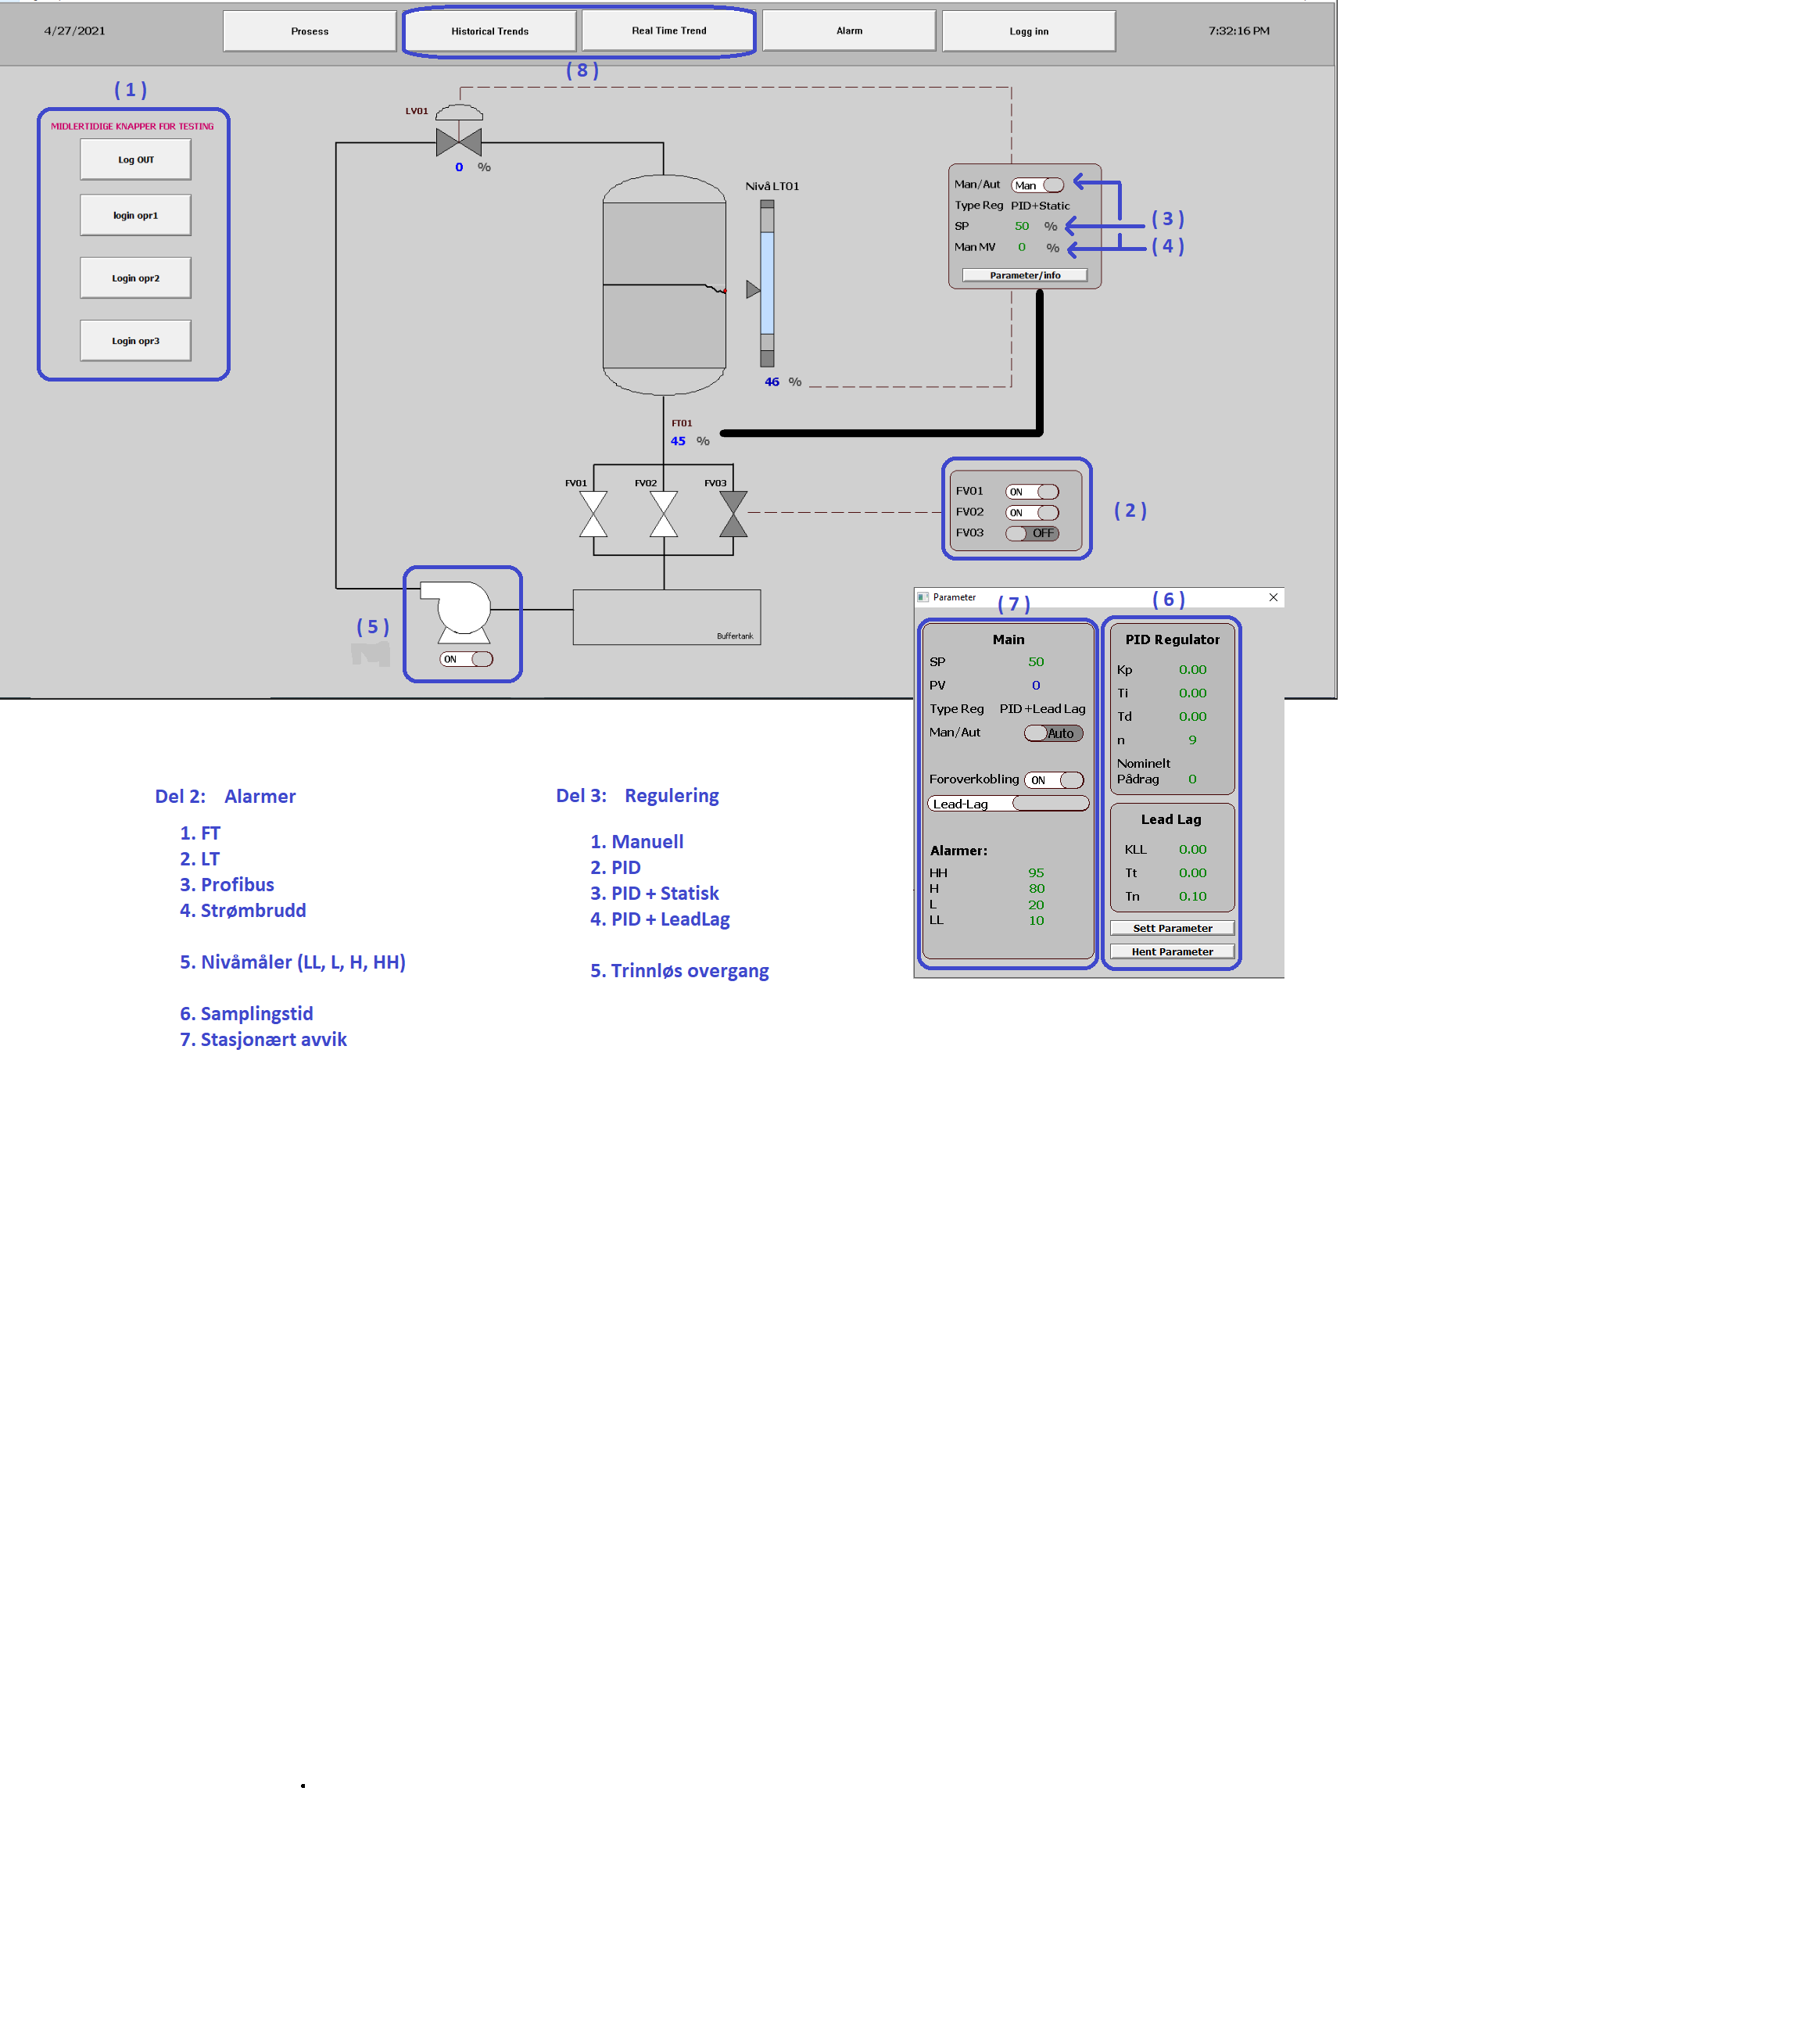 4/27/2021
Prosess
Historical Trends
Real Time Trend
Alarm
Logg inn
7:32:16 PM
( 8 )
( 1 )
MIDLERTIDIGE KNAPPER FOR TESTING
Log OUT
login opr1
Login opr2
Login opr3
LV01
0 %
Nivå LT01
46 %
Man/Aut Man
Type Reg PID+Static
SP 50 %
Man MV 0 %
Parameter/info
( 3 )
( 4 )
FT01
45 %
FV01
FV02
FV03
FV01 ON
FV02 ON
FV03 OFF
( 2 )
( 5 )
ON
Buffertank
Parameter
( 7 )
( 6 )
Main
SP 50
PV 0
Type Reg PID+Lead Lag
Man/Aut Auto
Foroverkobling ON
Lead-Lag
Alarmer:
HH 95
H 80
L 20
LL 10
PID Regulator
Kp 0.00
Ti 0.00
Td 0.00
n 9
Nominelt
Pådrag 0
Lead Lag
KLL 0.00
Tt 0.00
Tn 0.10
Sett Parameter
Hent Parameter
Del 2: Alarmer
1. FT
2. LT
3. Profibus
4. Strømbrudd
5. Nivåmåler (LL, L, H, HH)
6. Samplingstid
7. Stasjonært avvik
Del 3: Regulering
1. Manuell
2. PID
3. PID + Statisk
4. PID + LeadLag
5. Trinnløs overgang